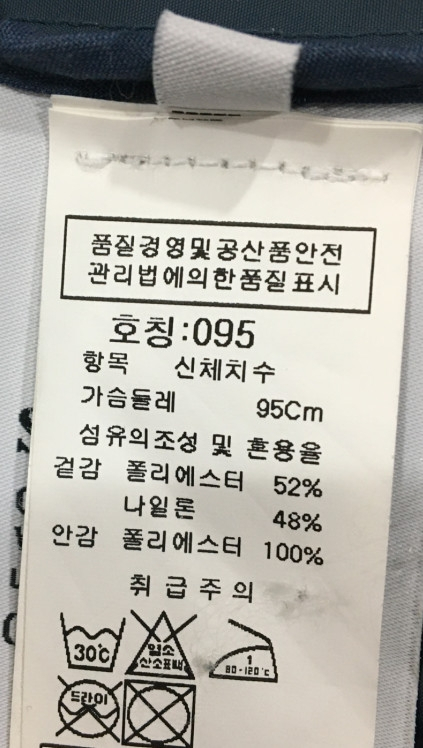 품질경영및공산품안전
관리법에의한품질표시
호칭:095
항목 신체치수
가슴둘레 95Cm
섬유의조성 및 혼용율
겉감 폴리에스터 52%
나일론 48%
안감 폴리에스터 100%
취급주의
30℃
염소
산소표백
1
80-120℃
드라이